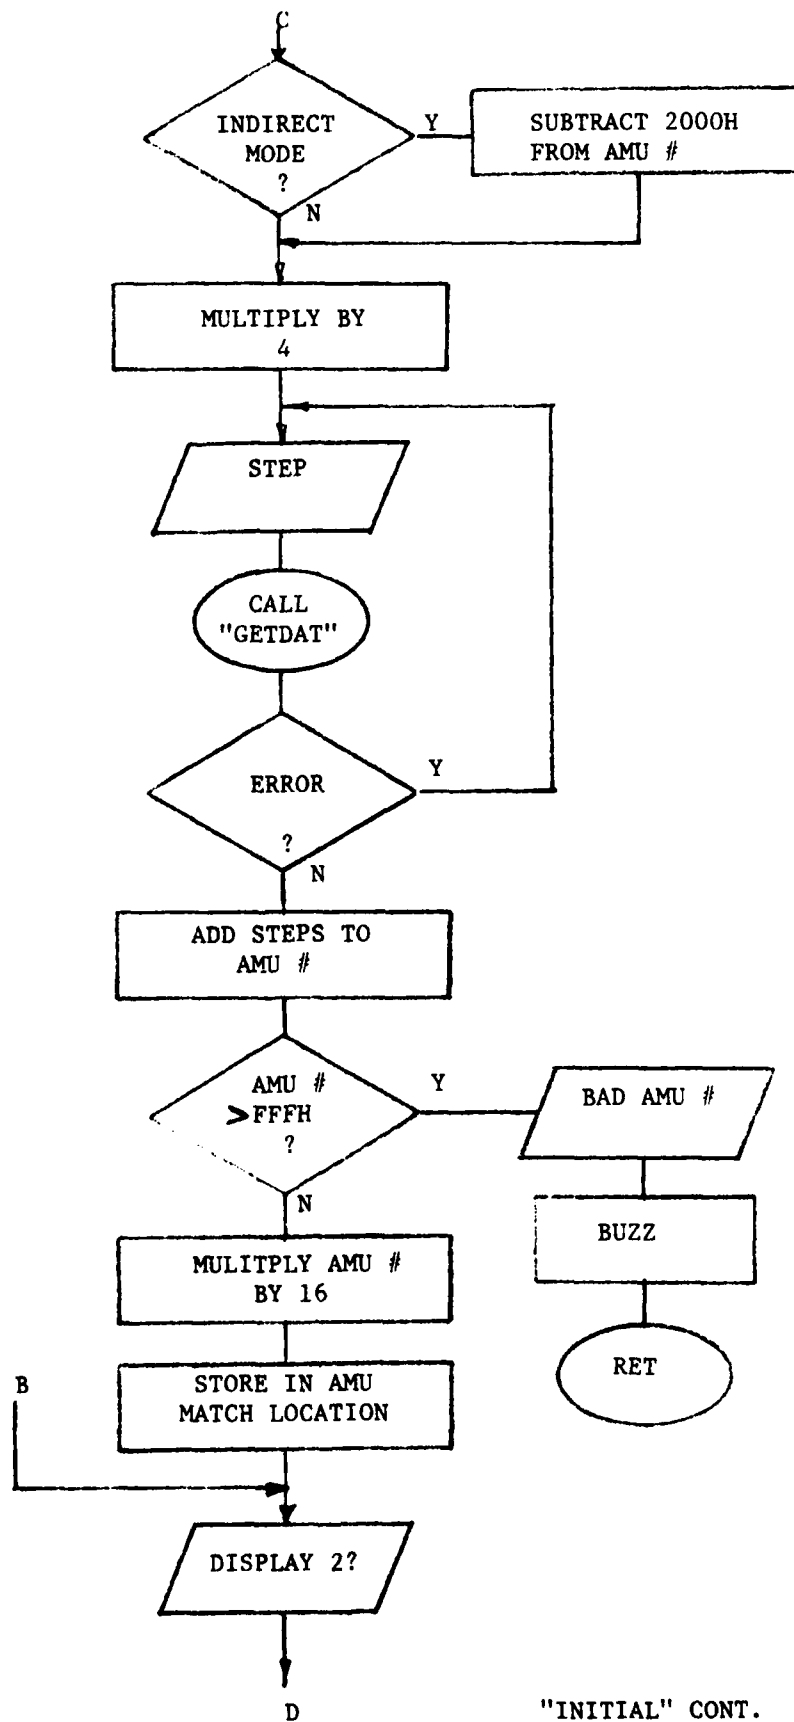 C
INDIRECT
MODE
?
Y
SUBTRACT 2000H
FROM AMU #
N
MULTIPLY BY
4
STEP
CALL
"GETDAT"
ERROR
?
Y
N
ADD STEPS TO
AMU #
AMU #
>FFFH
?
Y
BAD AMU #
N
BUZZ
MULITPLY AMU #
BY 16
RET
STORE IN AMU
MATCH LOCATION
B
DISPLAY 2?
D
"INITIAL" CONT.